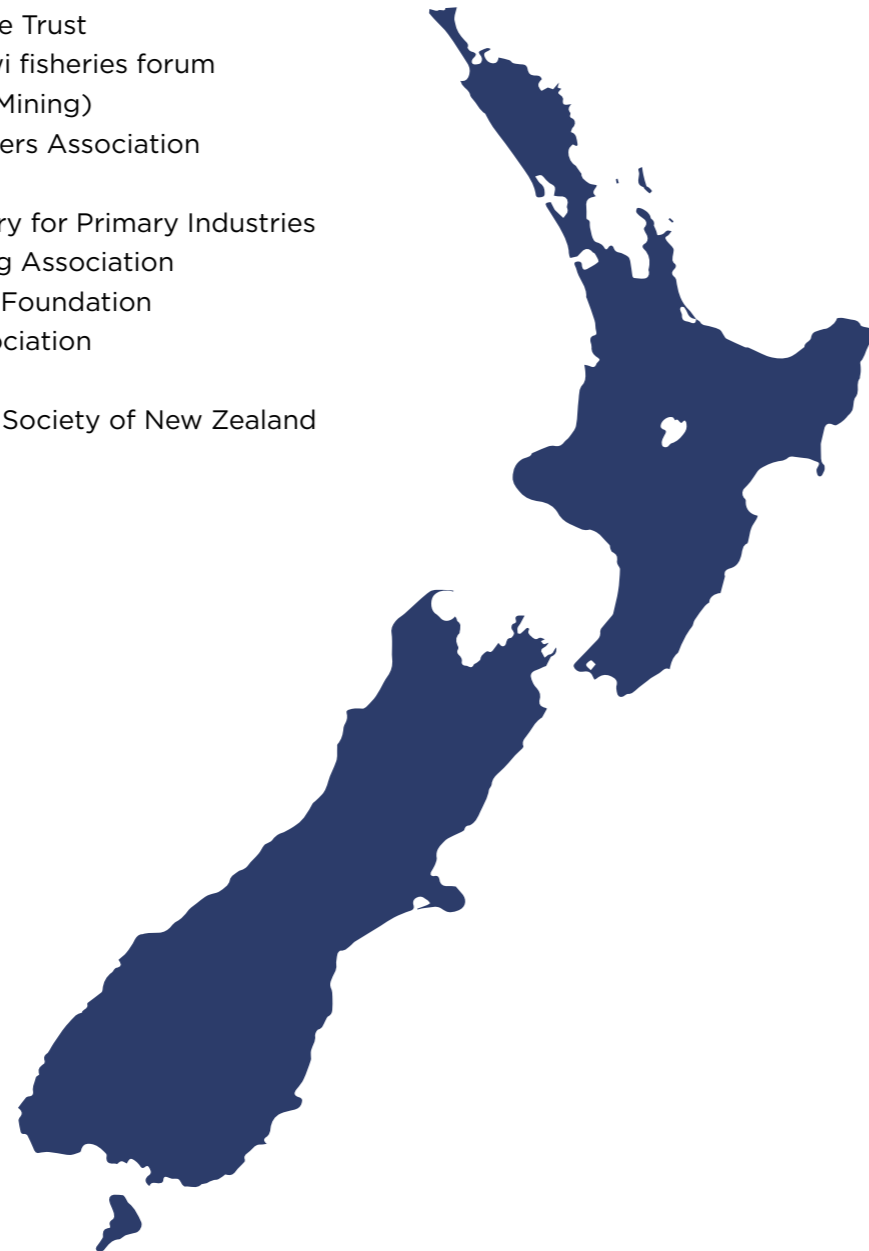 e Trust
vi fisheries forum
Mining)
ers Association
ry for Primary Industries
g Association
Foundation
ociation
Society of New Zealand